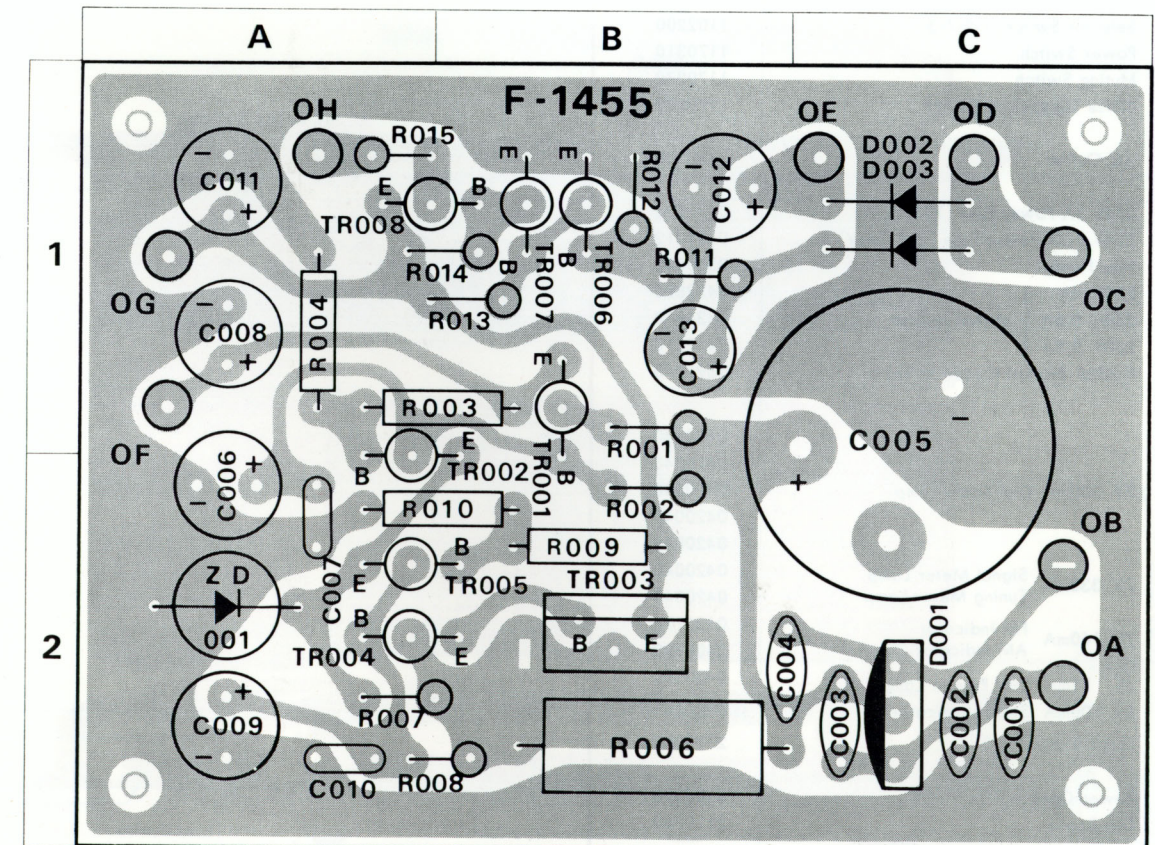 A B C
F-1455
OH
R015
OE
OD
D002
D003
C011
E
B
E
E
R012
C012
TR008
1
R014
B
TR007
B
TR006
R011
OG
R013
OC
C008
R004
C013
E
R003
R001
C005
OF
E
TR002
TR001
B
B
C006
R010
R002
OB
B
R009
Z D
001
C007
E
TR005
TR003
B
D001
2
TR004
E
B E
C004
OA
C009
R007
R006
C003
C002
C001
C010
R008